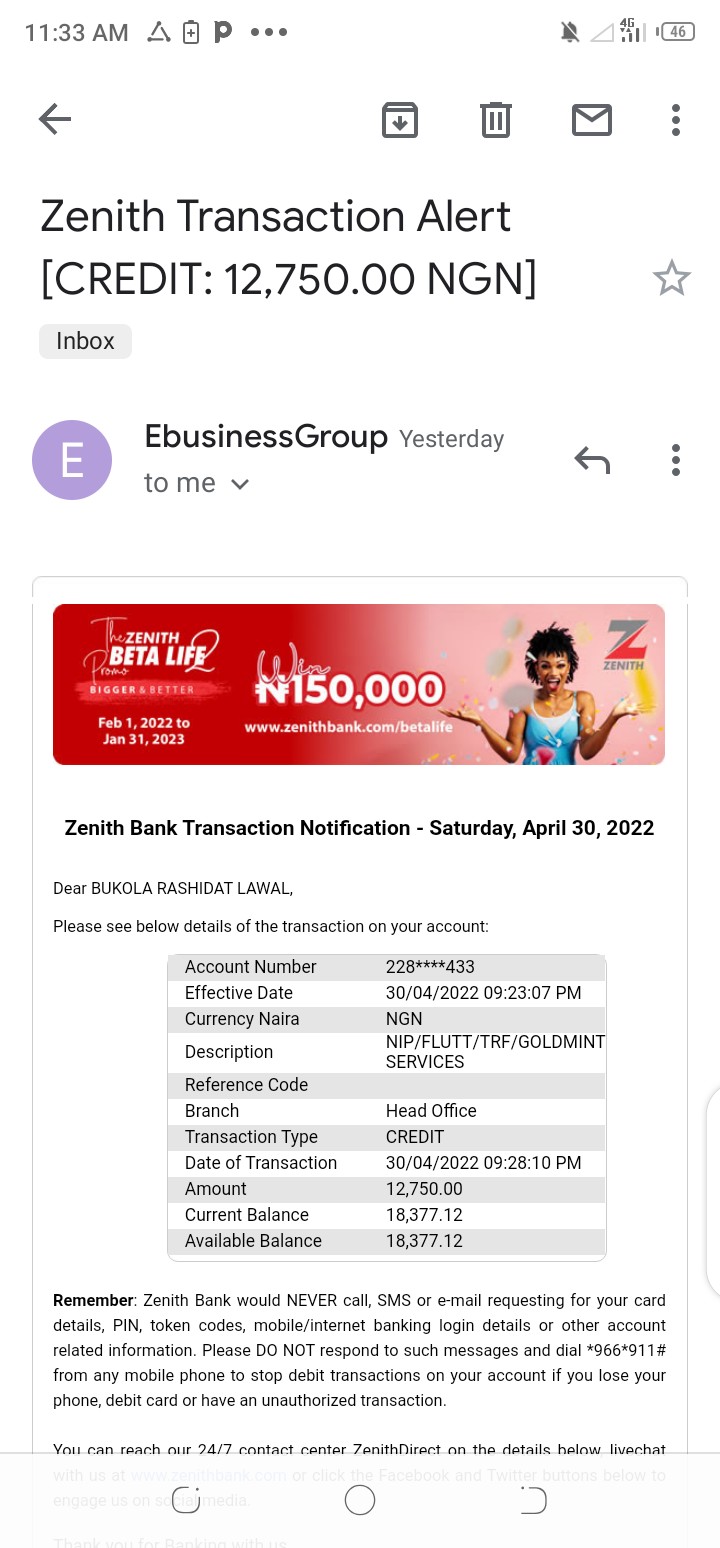 11:33 AM
4G
46
Zenith Transaction Alert
[CREDIT: 12,750.00 NGN]
Inbox
E
EbusinessGroup Yesterday
to me
The ZENITH
BETA LIFE
Promo
BIGGER & BETTER
Feb 1, 2022 to
Jan 31, 2023
Win
₦150,000
www.zenithbank.com/betalife
ZENITH
Zenith Bank Transaction Notification - Saturday, April 30, 2022
Dear BUKOLA RASHIDAT LAWAL,
Please see below details of the transaction on your account:
Account Number 228****433
Effective Date 30/04/2022 09:23:07 PM
Currency Naira NGN
Description NIP/FLUTT/TRF/GOLDMINT
SERVICES
Reference Code
Branch Head Office
Transaction Type CREDIT
Date of Transaction 30/04/2022 09:28:10 PM
Amount 12,750.00
Current Balance 18,377.12
Available Balance 18,377.12
Remember: Zenith Bank would NEVER call, SMS or e-mail requesting for your card
details, PIN, token codes, mobile/internet banking login details or other account
related information. Please DO NOT respond to such messages and dial *966*911#
from any mobile phone to stop debit transactions on your account if you lose your
phone, debit card or have an unauthorized transaction.
You can reach our 24/7 contact center ZenithDirect on the details below, livechat
with us at www.zenithbank.com or click the Facebook and Twitter buttons below to
engage us on social media.
Thank you for Banking with us